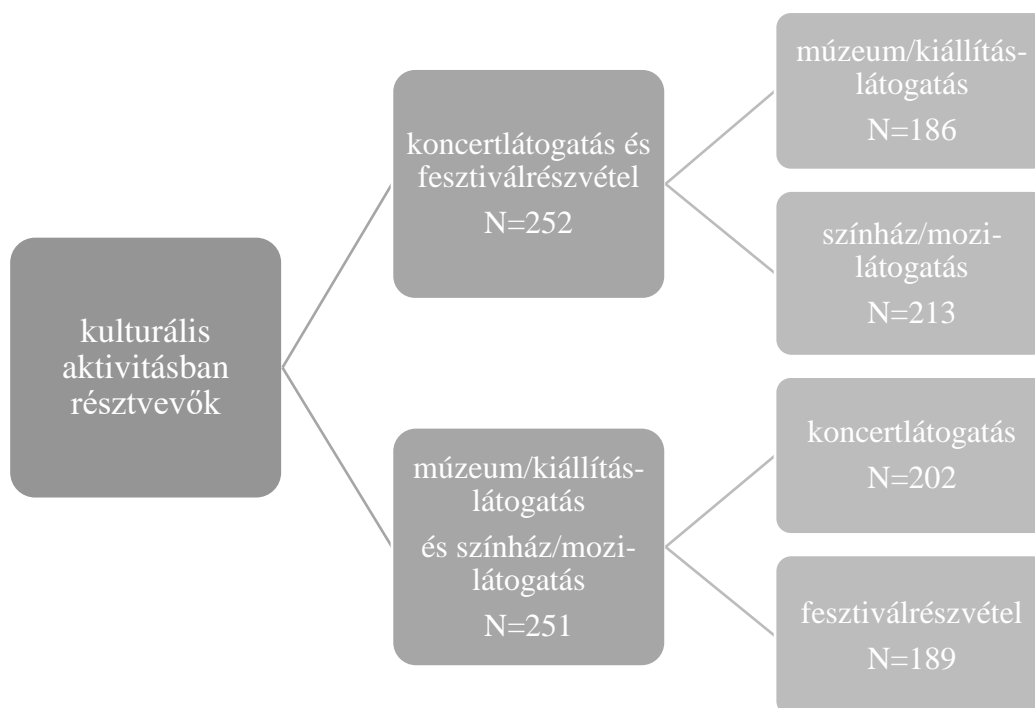 kulturális
aktivitásban
résztvevők
koncertlátogatás és
fesztiválrészvétel
N=252
múzeum/kiállítás-
látogatás
N=186
színház/mozi-
látogatás
N=213
múzeum/kiállítás-
látogatás
és színház/mozi-
látogatás
N=251
koncertlátogatás
N=202
fesztiválrészvétel
N=189